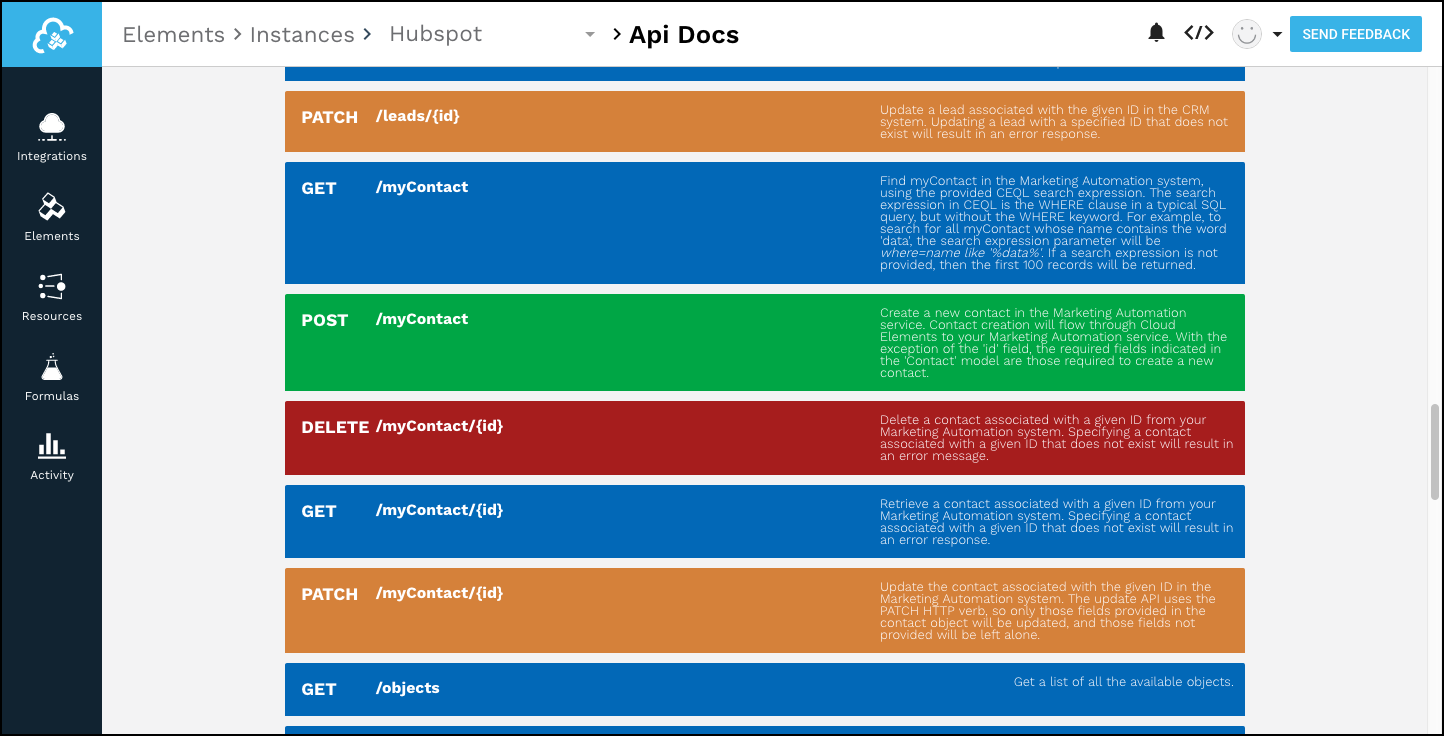 Elements > Instances > Hubspot > Api Docs
</> SEND FEEDBACK
Integrations
Elements
Resources
Formulas
Activity
PATCH /leads/{id}
Update a lead associated with the given ID in the CRM
system. Updating a lead with a specified ID that does not
exist will result in an error response.
GET /myContact
Find myContact in the Marketing Automation system,
using the provided CEQL search expression. The search
expression in CEQL is the WHERE clause in a typical SQL
query, but without the WHERE keyword. For example, to
search for all myContact whose name contains the word
'data', the search expression parameter will be
where=name like '%data%'. If a search expression is not
provided, then the first 100 records will be returned.
POST /myContact
Create a new contact in the Marketing Automation
service. Contact creation will flow through Cloud
Elements to your Marketing Automation service. With the
exception of the 'id' field, the required fields indicated in
the 'Contact' model are those required to create a new
contact.
DELETE /myContact/{id}
Delete a contact associated with a given ID from your
Marketing Automation system. Specifying a contact
associated with a given ID that does not exist will result in
an error message.
GET /myContact/{id}
Retrieve a contact associated with a given ID from your
Marketing Automation system. Specifying a contact
associated with a given ID that does not exist will result in
an error response.
PATCH /myContact/{id}
Update the contact associated with the given ID in the
Marketing Automation system. The update API uses the
PATCH HTTP verb, so only those fields provided in the
contact object will be updated, and those fields not
provided will be left alone.
GET /objects
Get a list of all the available objects.